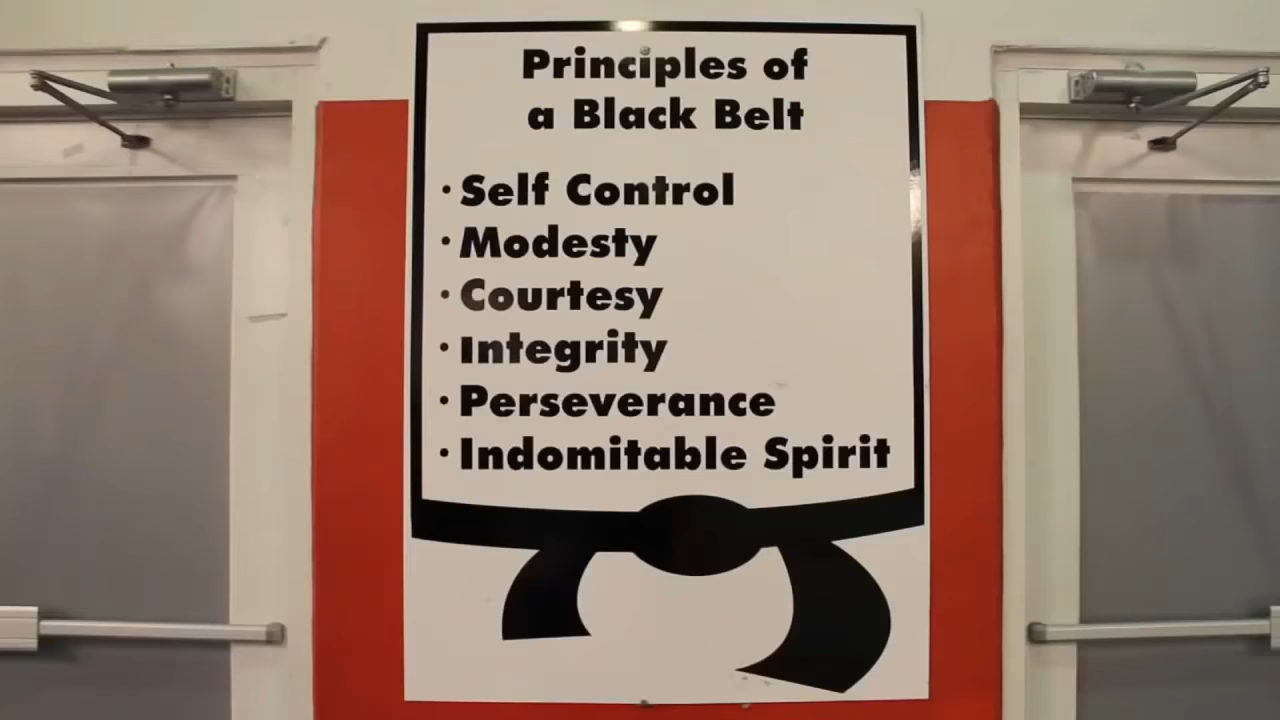 Principles of
a Black Belt
· Self Control
· Modesty
· Courtesy
· Integrity
· Perseverance
· Indomitable Spirit